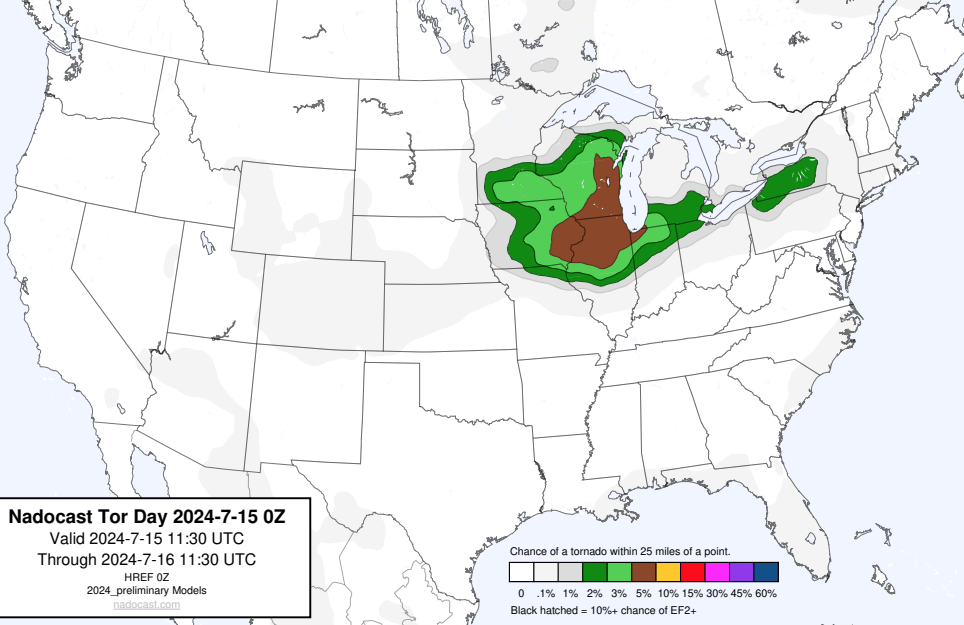 Nadocast Tor Day 2024-7-15 0Z
Valid 2024-7-15 11:30 UTC
Through 2024-7-16 11:30 UTC
HREF 0Z
2024_preliminary Models
nadocast.com
Chance of a tornado within 25 miles of a point.
0 .1% 1% 2% 3% 5% 10% 15% 30% 45% 60%
Black hatched = 10%+ chance of EF2+